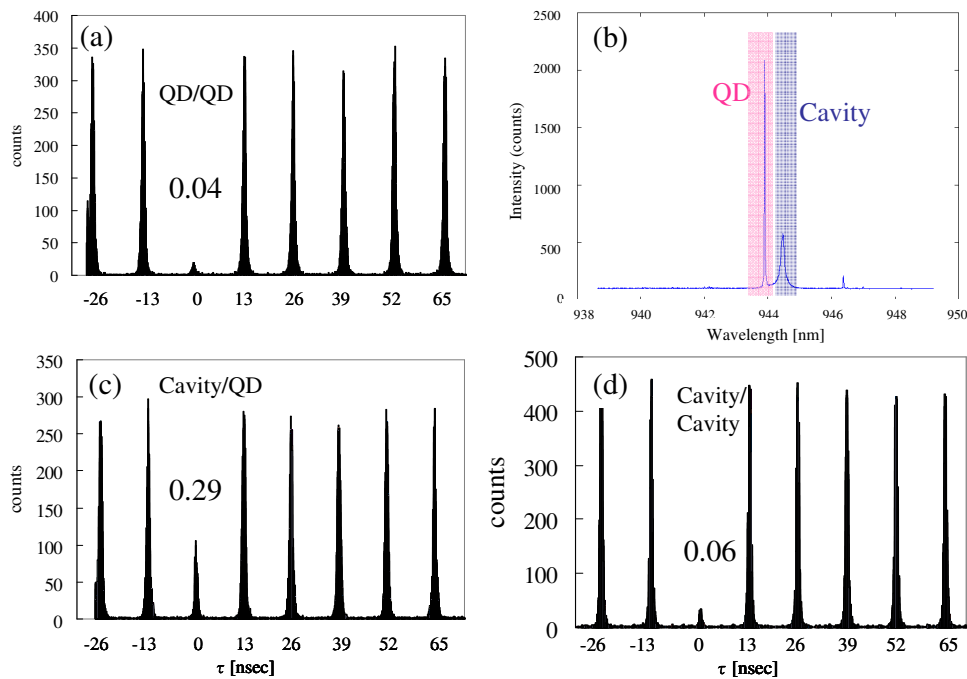 (a)
QD/QD
0.04
counts
400
350
300
250
200
150
100
50
0
-26 -13 0 13 26 39 52 65
(b)
QD
Cavity
Intensity (counts)
2500
2000
1500
1000
500
0
938 940 942 944 946 948 950
Wavelength [nm]
(c)
Cavity/QD
0.29
counts
350
300
250
200
150
100
50
0
-26 -13 0 13 26 39 52 65
τ [nsec]
(d)
Cavity/
Cavity
0.06
counts
500
400
300
200
100
0
-26 -13 0 13 26 39 52 65
τ [nsec]